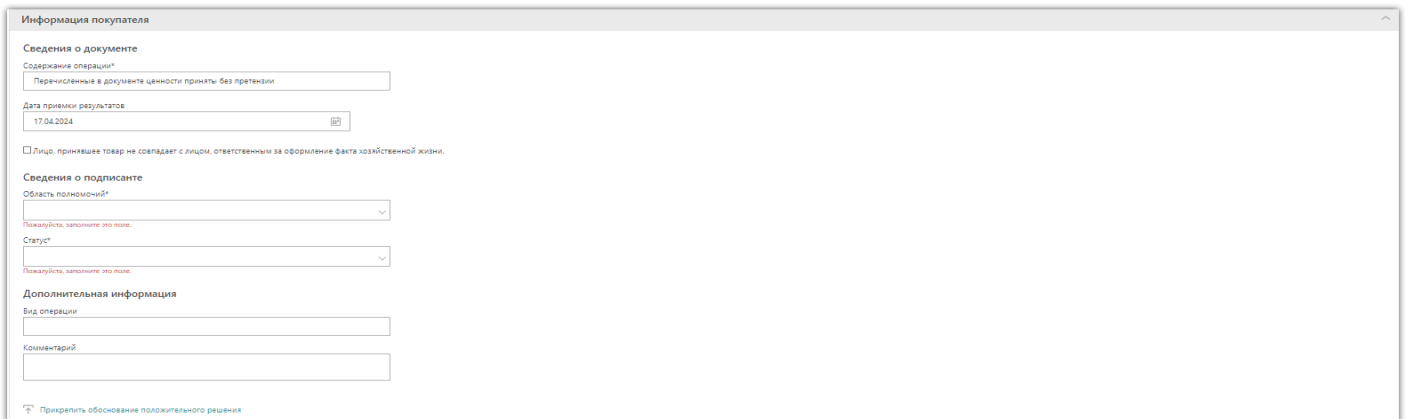 Информация покупателя
Сведения о документе
Содержание операции*
Перечисленные в документе ценности приняты без претензии
Дата приемки результатов
17.04.2024
Лицо, принявшее товар не совпадает с лицом, ответственным за оформление факта хозяйственной жизни.
Сведения о подписанте
Область полномочий*
Пожалуйста, заполните это поле.
Статус*
Пожалуйста, заполните это поле.
Дополнительная информация
Вид операции
Комментарий
Прикрепить обоснование положительного решения